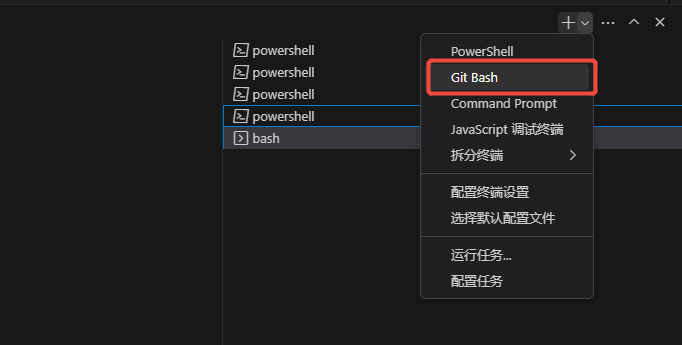 powershell
powershell
powershell
powershell
bash
PowerShell
Git Bash
Command Prompt
JavaScript 调试终端
拆分终端
配置终端设置
选择默认配置文件
运行任务...
配置任务